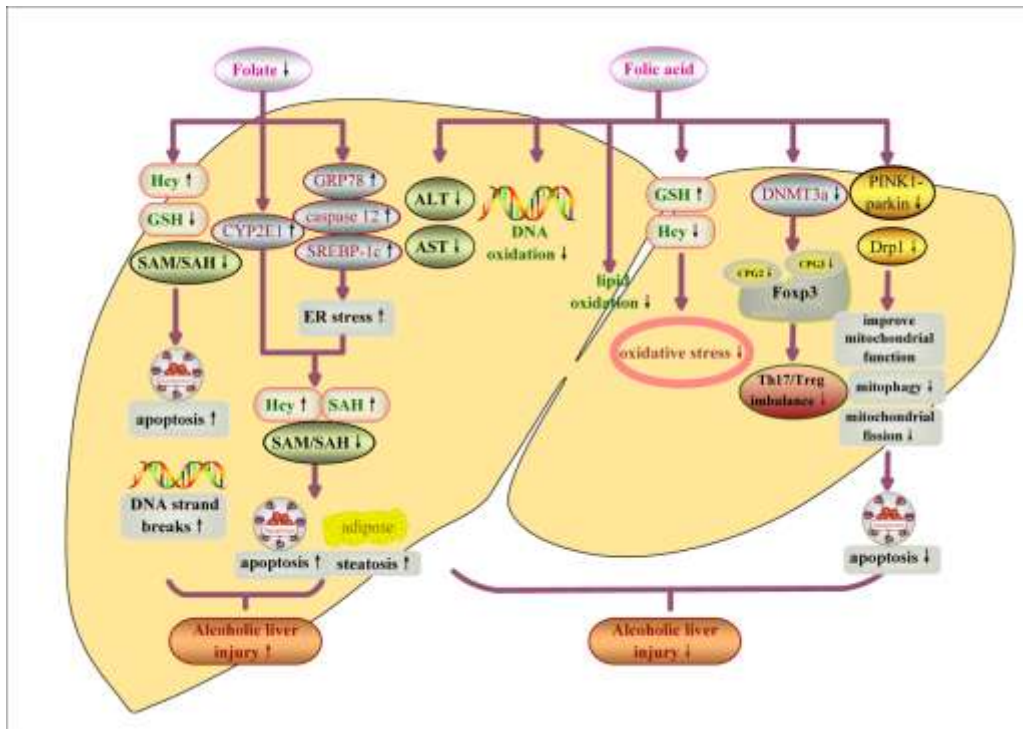 Folate ↓
Folic acid
Hcy ↑
GSH ↓
SAM/SAH ↓
apoptosis ↑
DNA strand
breaks ↑
CYP2E1 ↑
GRP78 ↑
caspase 12 ↑
SREBP-1c ↑
ER stress ↑
Hcy ↑
SAH ↑
SAM/SAH ↓
apoptosis ↑
adipose
steatosis ↑
Alcoholic liver
injury ↑
ALT ↓
AST ↓
DNA
oxidation ↓
lipid
oxidation ↓
GSH ↑
Hcy ↓
oxidative stress ↓
DNMT3a ↓
CPG2 ↓
CPG3 ↓
Foxp3
Th17/Treg
imbalance ↓
PINK1-
parkin ↓
Drp1 ↓
improve
mitochondrial
function
mitophagy ↓
mitochondrial
fission ↓
apoptosis ↓
Alcoholic liver
injury ↓